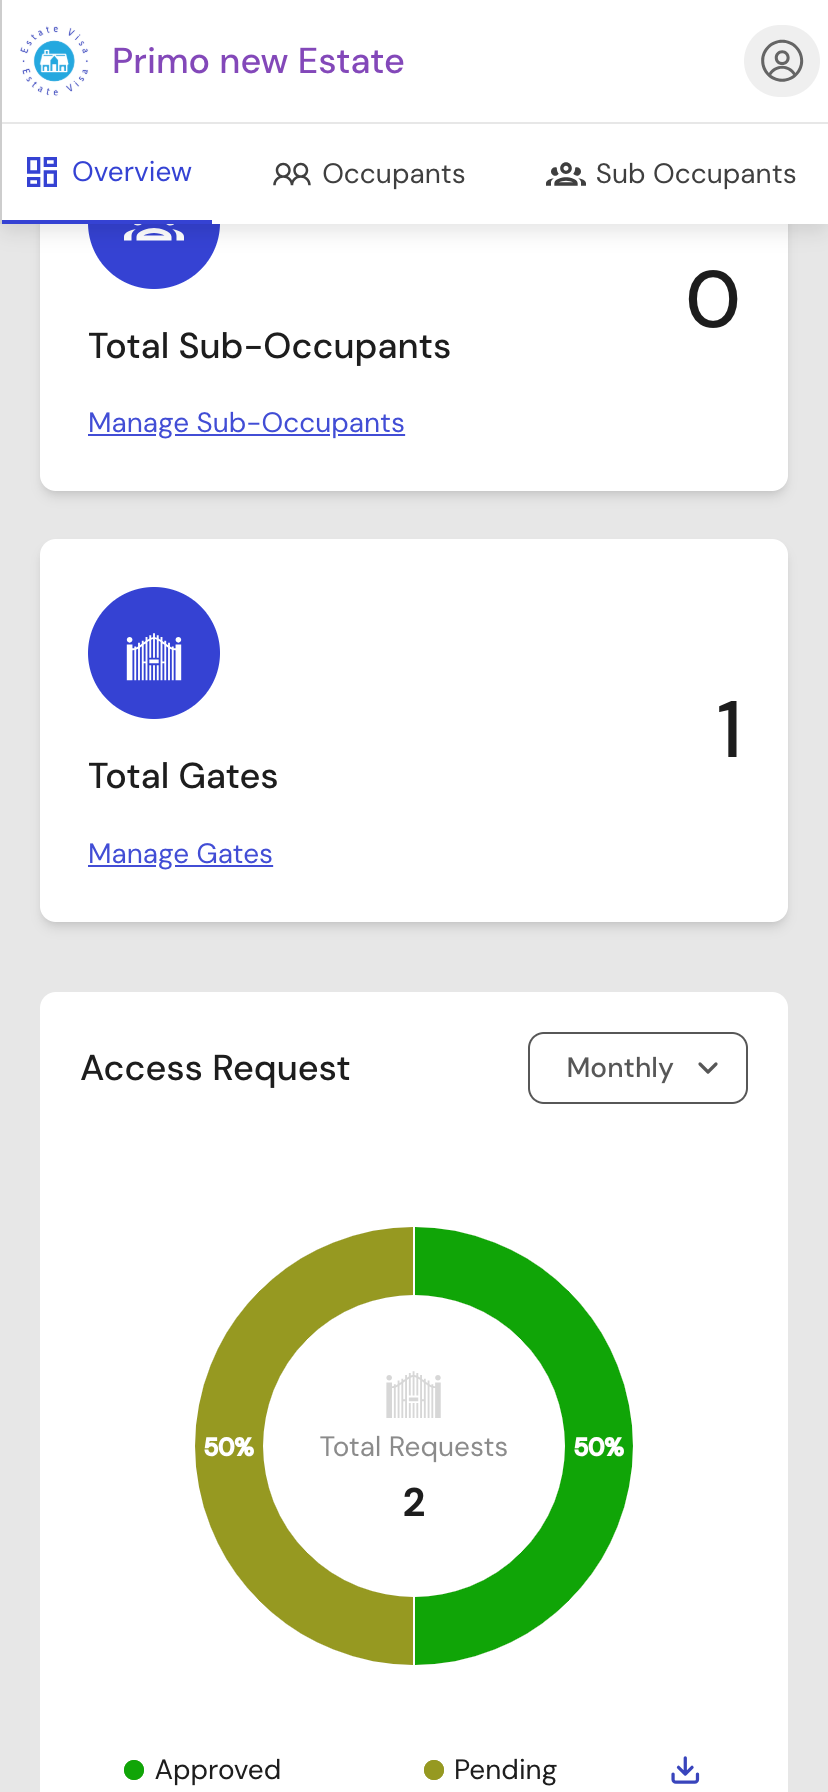 Estate Visa · Estate Visa ·
Primo new Estate
Overview
Occupants
Sub Occupants
0
Total Sub-Occupants
Manage Sub-Occupants
1
Total Gates
Manage Gates
Access Request
Monthly
50%
50%
Total Requests
2
Approved
Pending